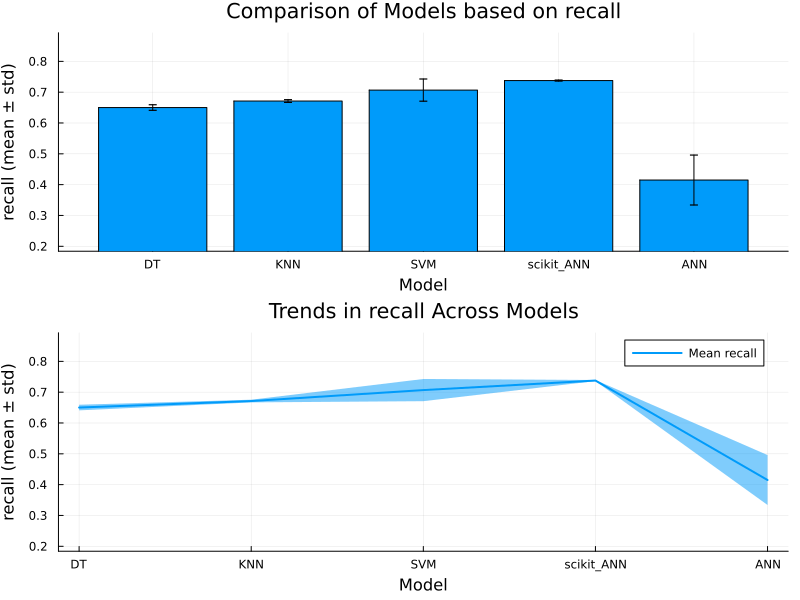 Comparison of Models based on recall
recall (mean ± std)
0.8
0.7
0.6
0.5
0.4
0.3
0.2
DT KNN SVM scikit_ANN ANN
Model
Trends in recall Across Models
recall (mean ± std)
Mean recall
0.8
0.7
0.6
0.5
0.4
0.3
0.2
DT KNN SVM scikit_ANN ANN
Model